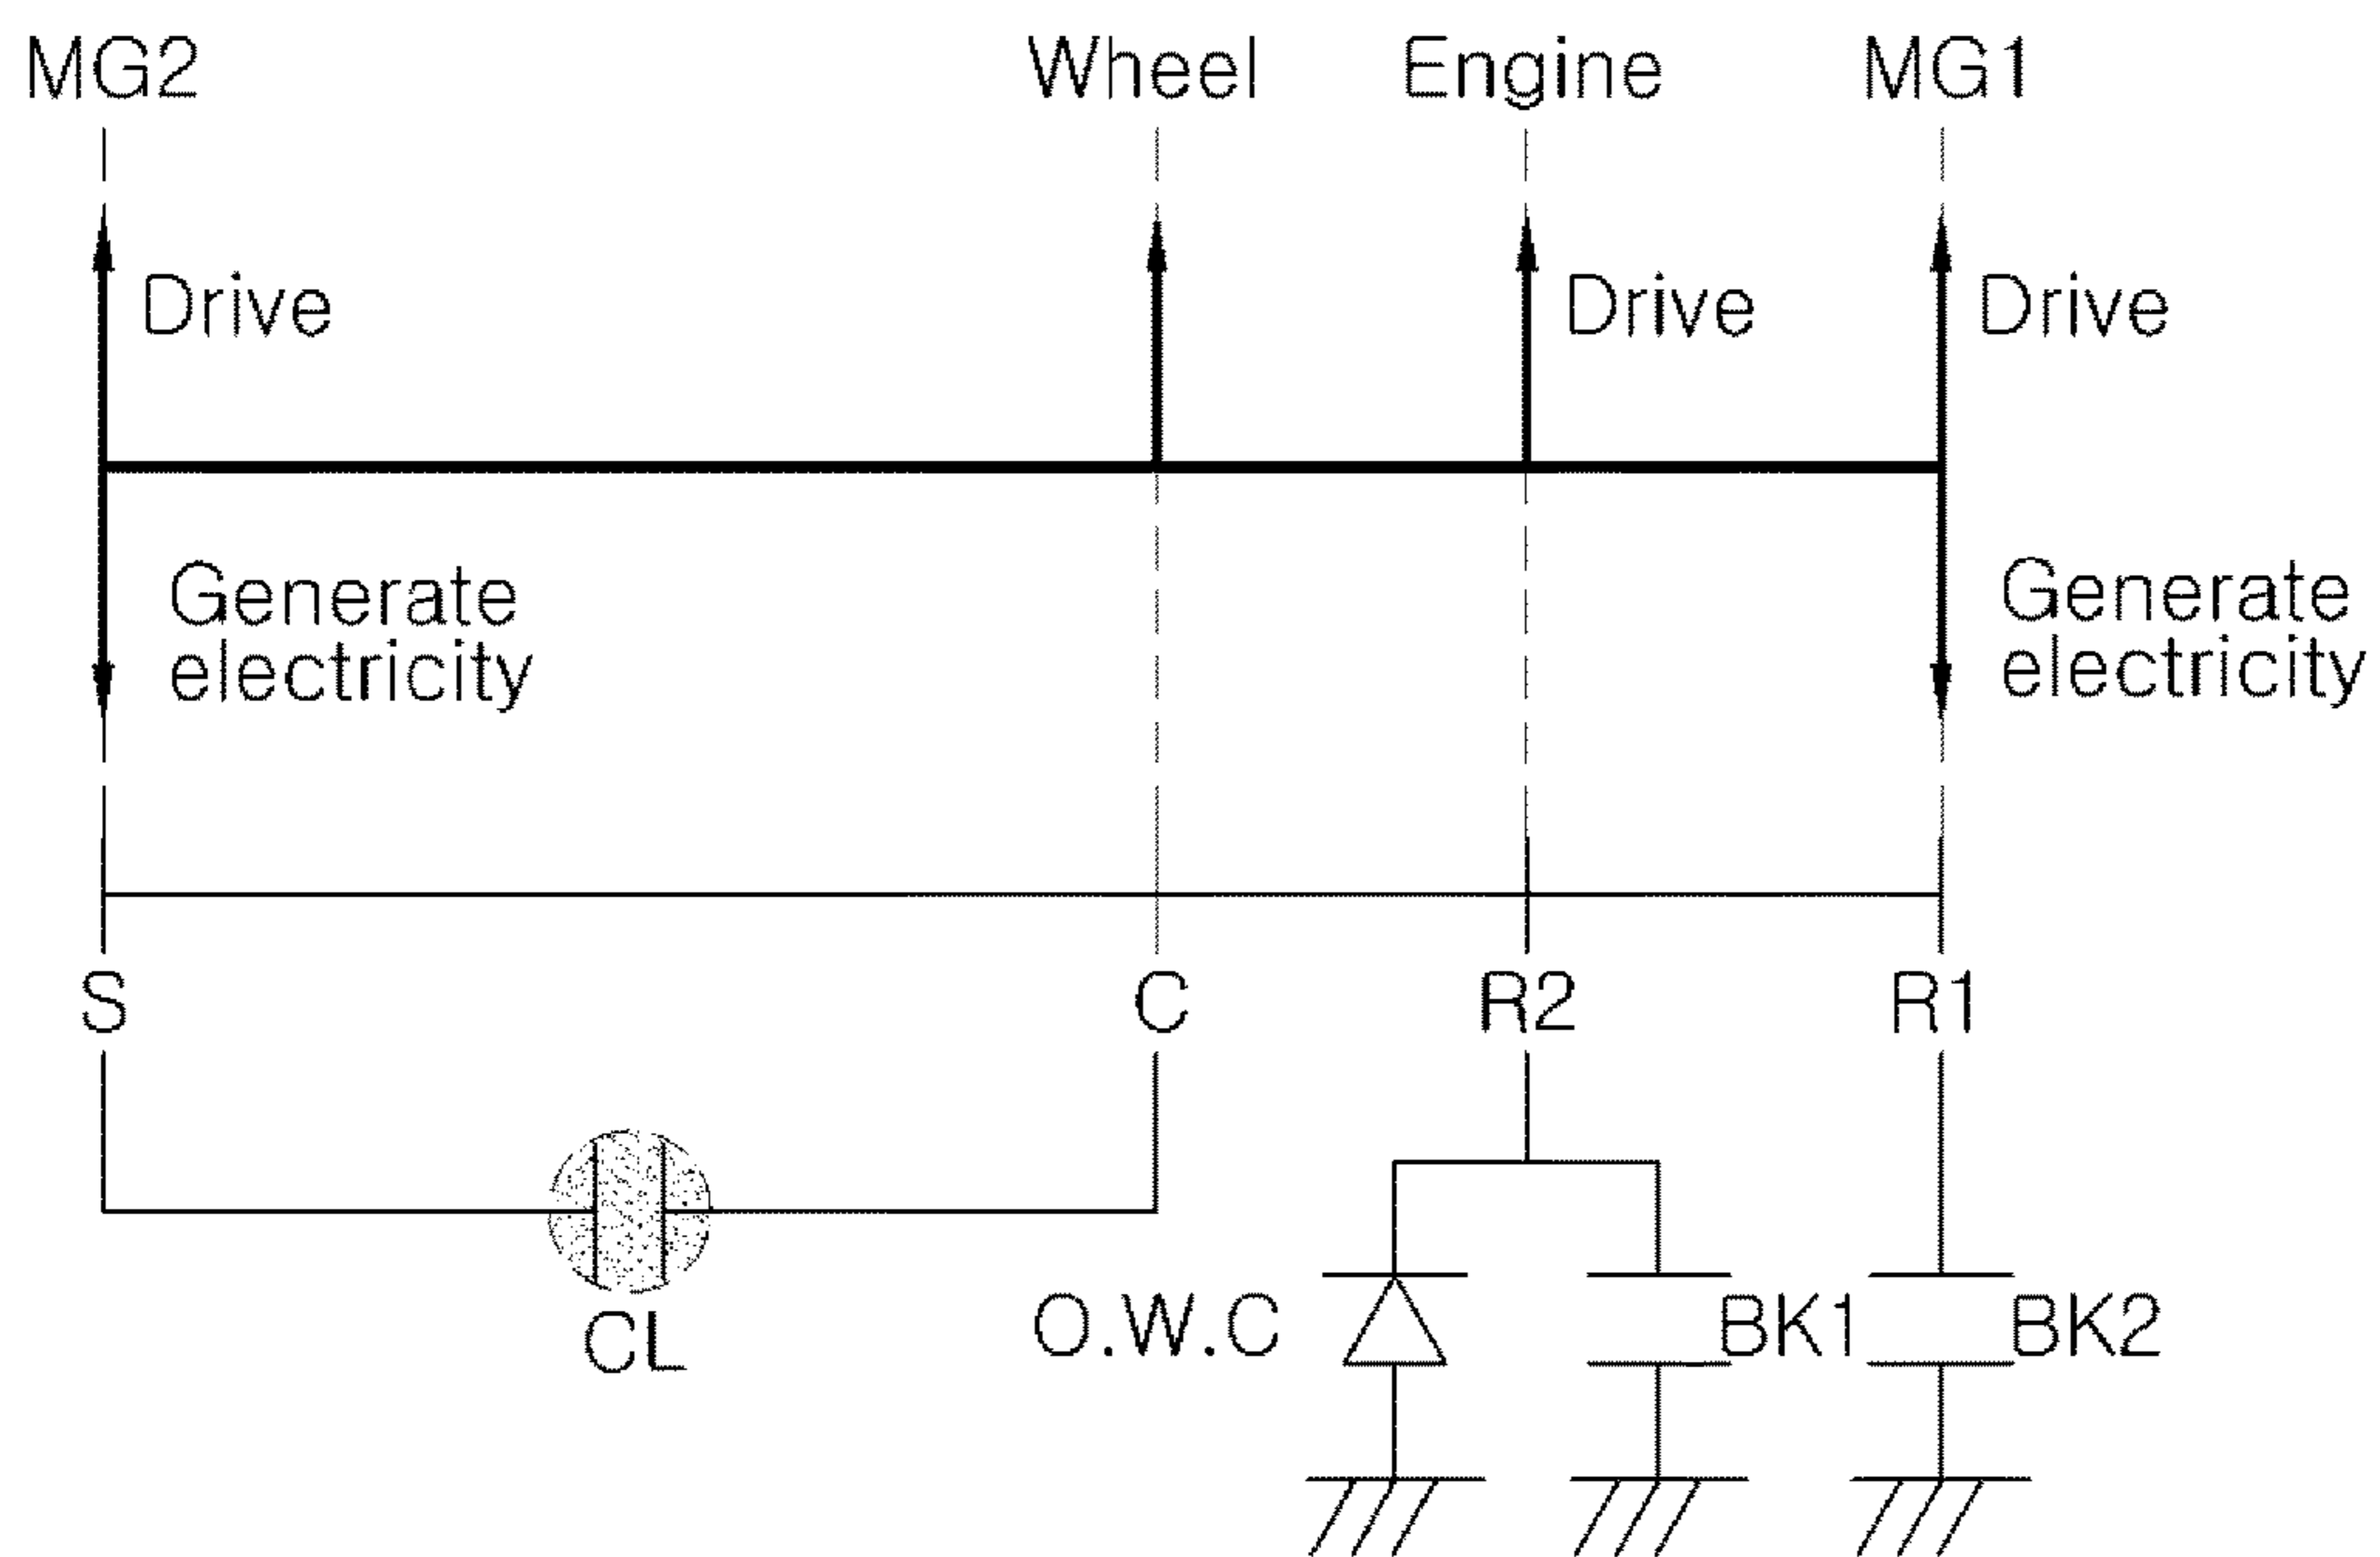 MG2 Wheel Engine MG1
Drive Drive Drive
Generate Generate
electricity electricity
S C R2 R1
O.W.C BK1 BK2
CL